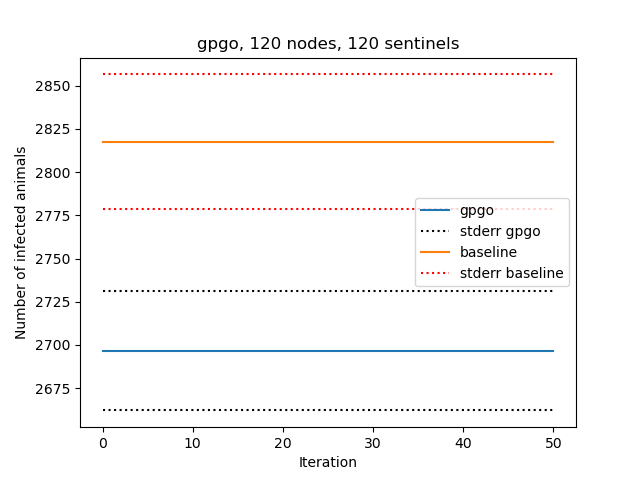 gpgo, 120 nodes, 120 sentinels
Number of infected animals
2850
2825
2800
2775
2750
2725
2700
2675
gpgo
stderr gpgo
baseline
stderr baseline
0 10 20 30 40 50
Iteration